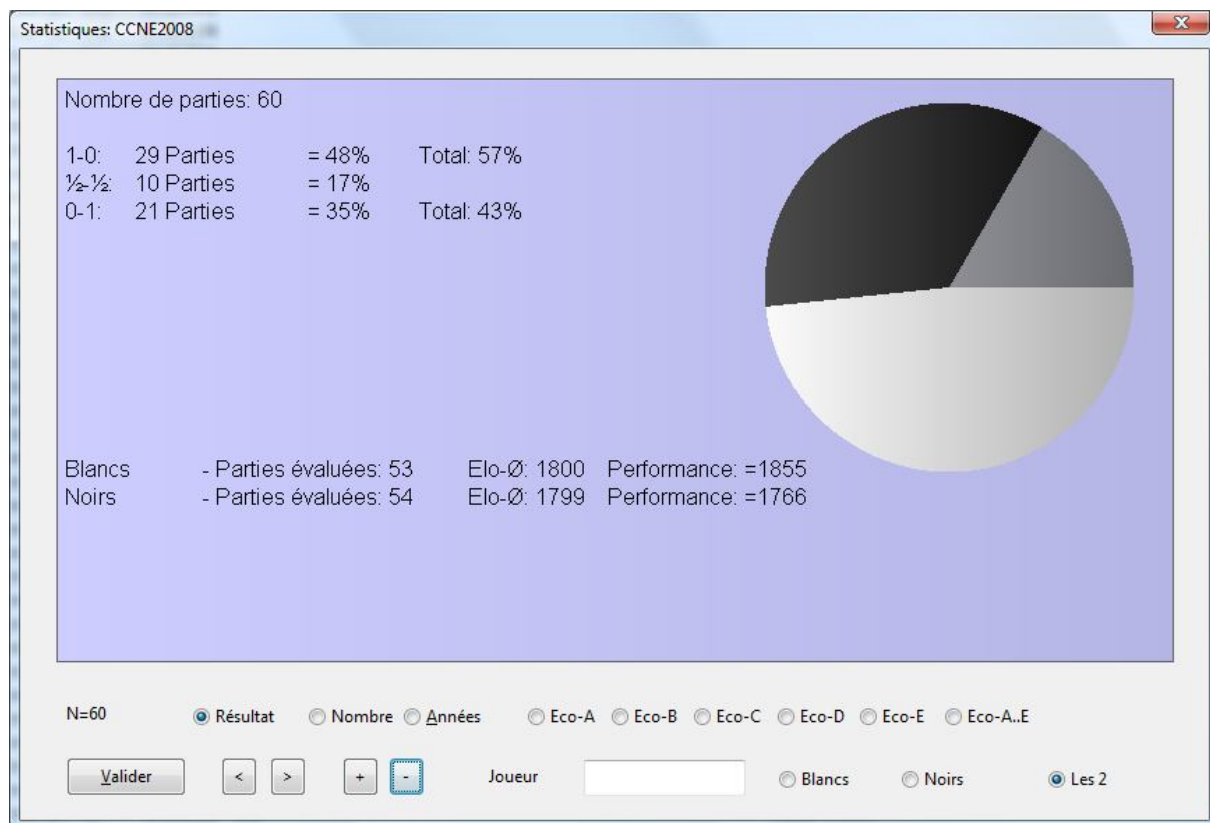 Statistiques: CCNE2008
Nombre de parties: 60
1-0: 29 Parties = 48% Total: 57%
½-½: 10 Parties = 17%
0-1: 21 Parties = 35% Total: 43%
Blancs - Parties évaluées: 53 Elo-Ø: 1800 Performance: =1855
Noirs - Parties évaluées: 54 Elo-Ø: 1799 Performance: =1766
N=60 Résultat Nombre Années Eco-A Eco-B Eco-C Eco-D Eco-E Eco-A..E
Valider < > + - Joueur Blancs Noirs Les 2